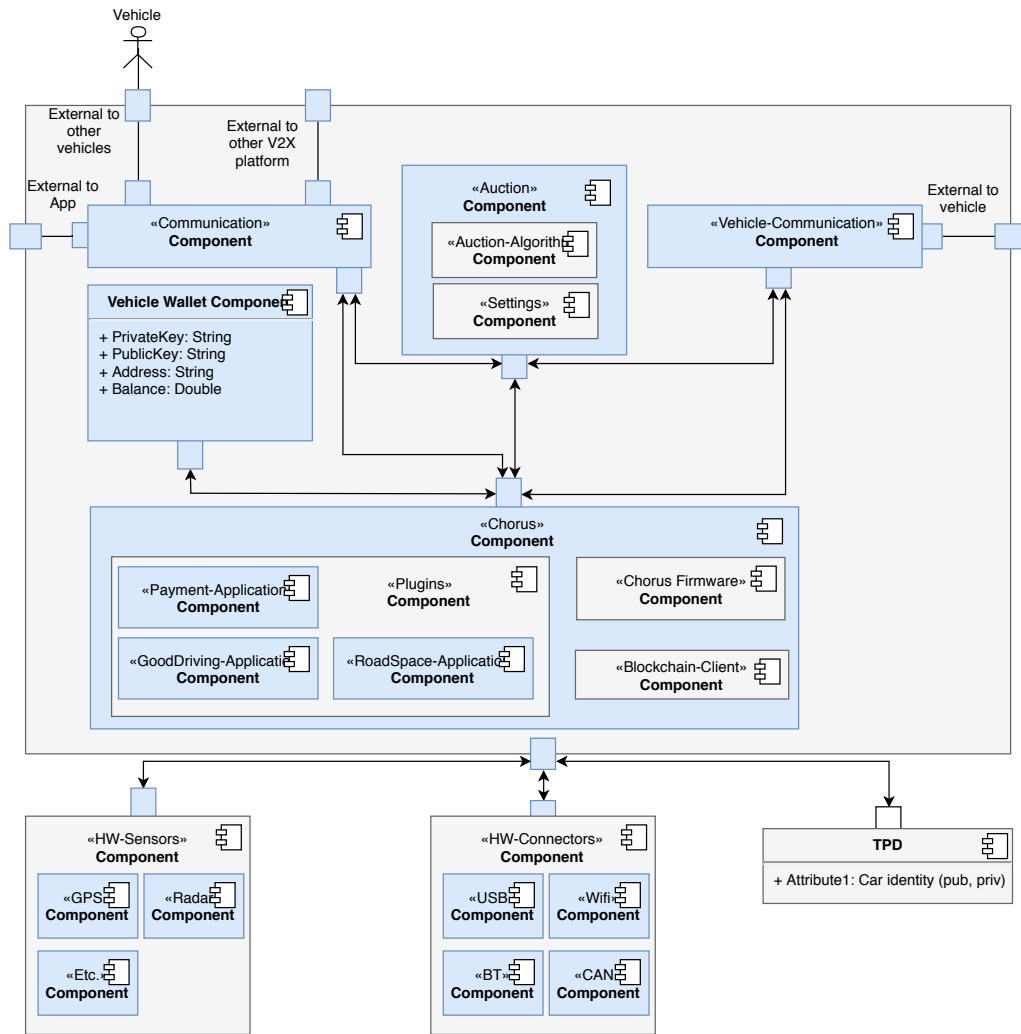 Vehicle
External to
other
vehicles
External to
other V2X
platform
External to
App
«Communication»
Component
«Auction»
Component
«Auction-Algorith
Component
«Settings»
Component
«Vehicle-Communication»
Component
External to
vehicle
Vehicle Wallet Componen
+ PrivateKey: String
+ PublicKey: String
+ Address: String
+ Balance: Double
«Chorus»
Component
«Payment-Application
Component
«Plugins»
Component
«GoodDriving-Applicatio
Component
«RoadSpace-Applicatio
Component
«Chorus Firmware»
Component
«Blockchain-Client»
Component
«HW-Sensors»
Component
«GPS
Component
«Radar
Component
«Etc.»
Component
«HW-Connectors»
Component
«USB
Component
«Wifi»
Component
«BT»
Component
«CAN
Component
TPD
+ Attribute1: Car identity (pub, priv)